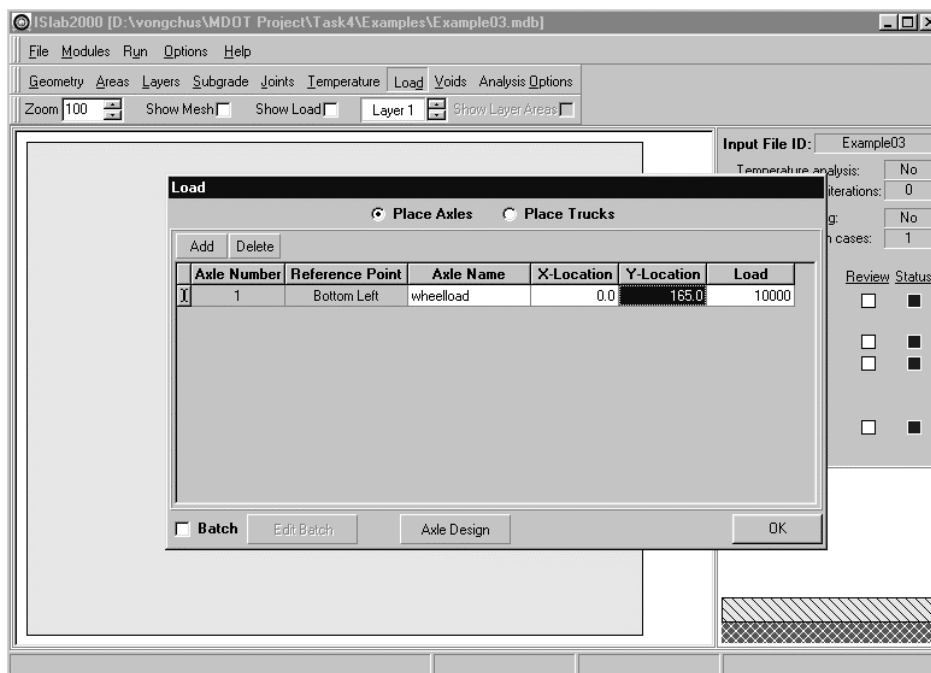 ISlab2000 [D:\vongchus\MDOT Project\Task4\Examples\Example03.mdb]
File Modules Run Options Help
Geometry Areas Layers Subgrade Joints Temperature Load Voids Analysis Options
Zoom 100 Show Mesh Show Load Layer 1 Show Layer Areas
Input File ID: Example03
Temperature analysis: No
iterations: 0
g: No
n cases: 1
Review Status
Load
Place Axles Place Trucks
Add Delete
Axle Number Reference Point Axle Name X-Location Y-Location Load
1 Bottom Left wheelload 0.0 165.0 10000
Batch Edit Batch Axle Design OK